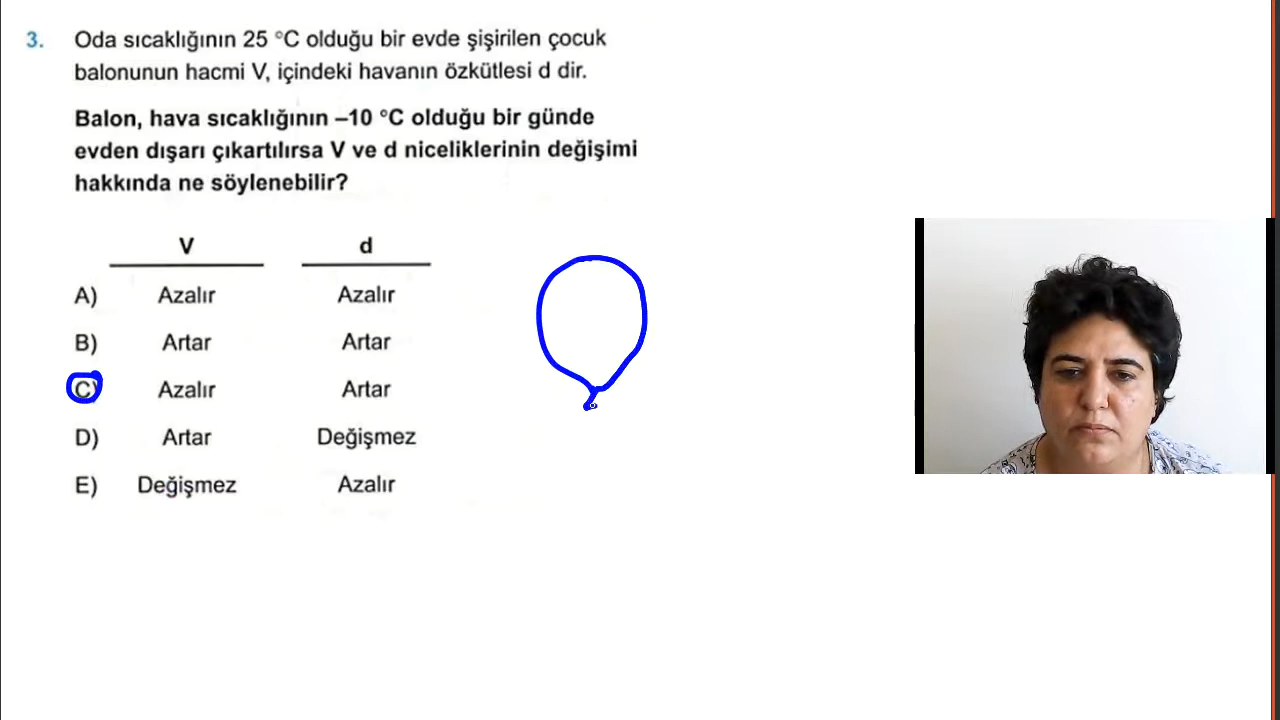 3. Oda sıcaklığının 25 °C olduğu bir evde şişirilen çocuk
balonunun hacmi V, içindeki havanın özkütlesi d dir.
Balon, hava sıcaklığının –10 °C olduğu bir günde
evden dışarı çıkartılırsa V ve d niceliklerinin değişimi
hakkında ne söylenebilir?
V d
A) Azalır Azalır
B) Artar Artar
C) Azalır Artar
D) Artar Değişmez
E) Değişmez Azalır